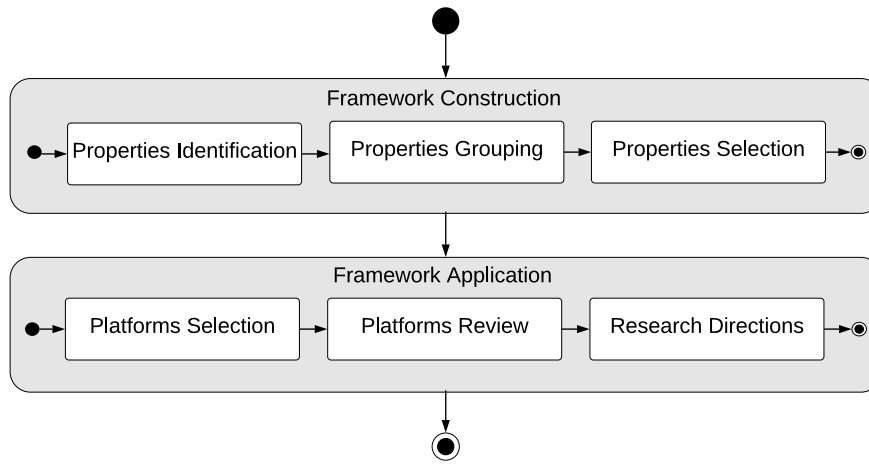 Framework Construction
Properties Identification
Properties Grouping
Properties Selection
Framework Application
Platforms Selection
Platforms Review
Research Directions